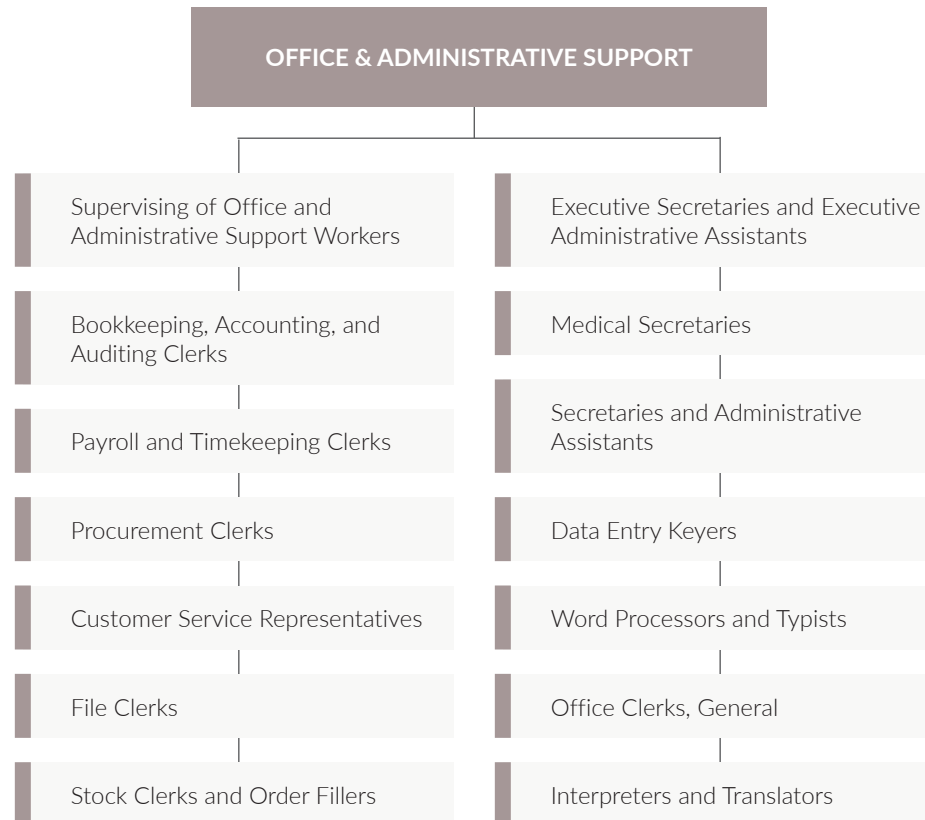 OFFICE & ADMINISTRATIVE SUPPORT
Supervising of Office and
Administrative Support Workers
Bookkeeping, Accounting, and
Auditing Clerks
Payroll and Timekeeping Clerks
Procurement Clerks
Customer Service Representatives
File Clerks
Stock Clerks and Order Fillers
Executive Secretaries and Executive
Administrative Assistants
Medical Secretaries
Secretaries and Administrative
Assistants
Data Entry Keyers
Word Processors and Typists
Office Clerks, General
Interpreters and Translators